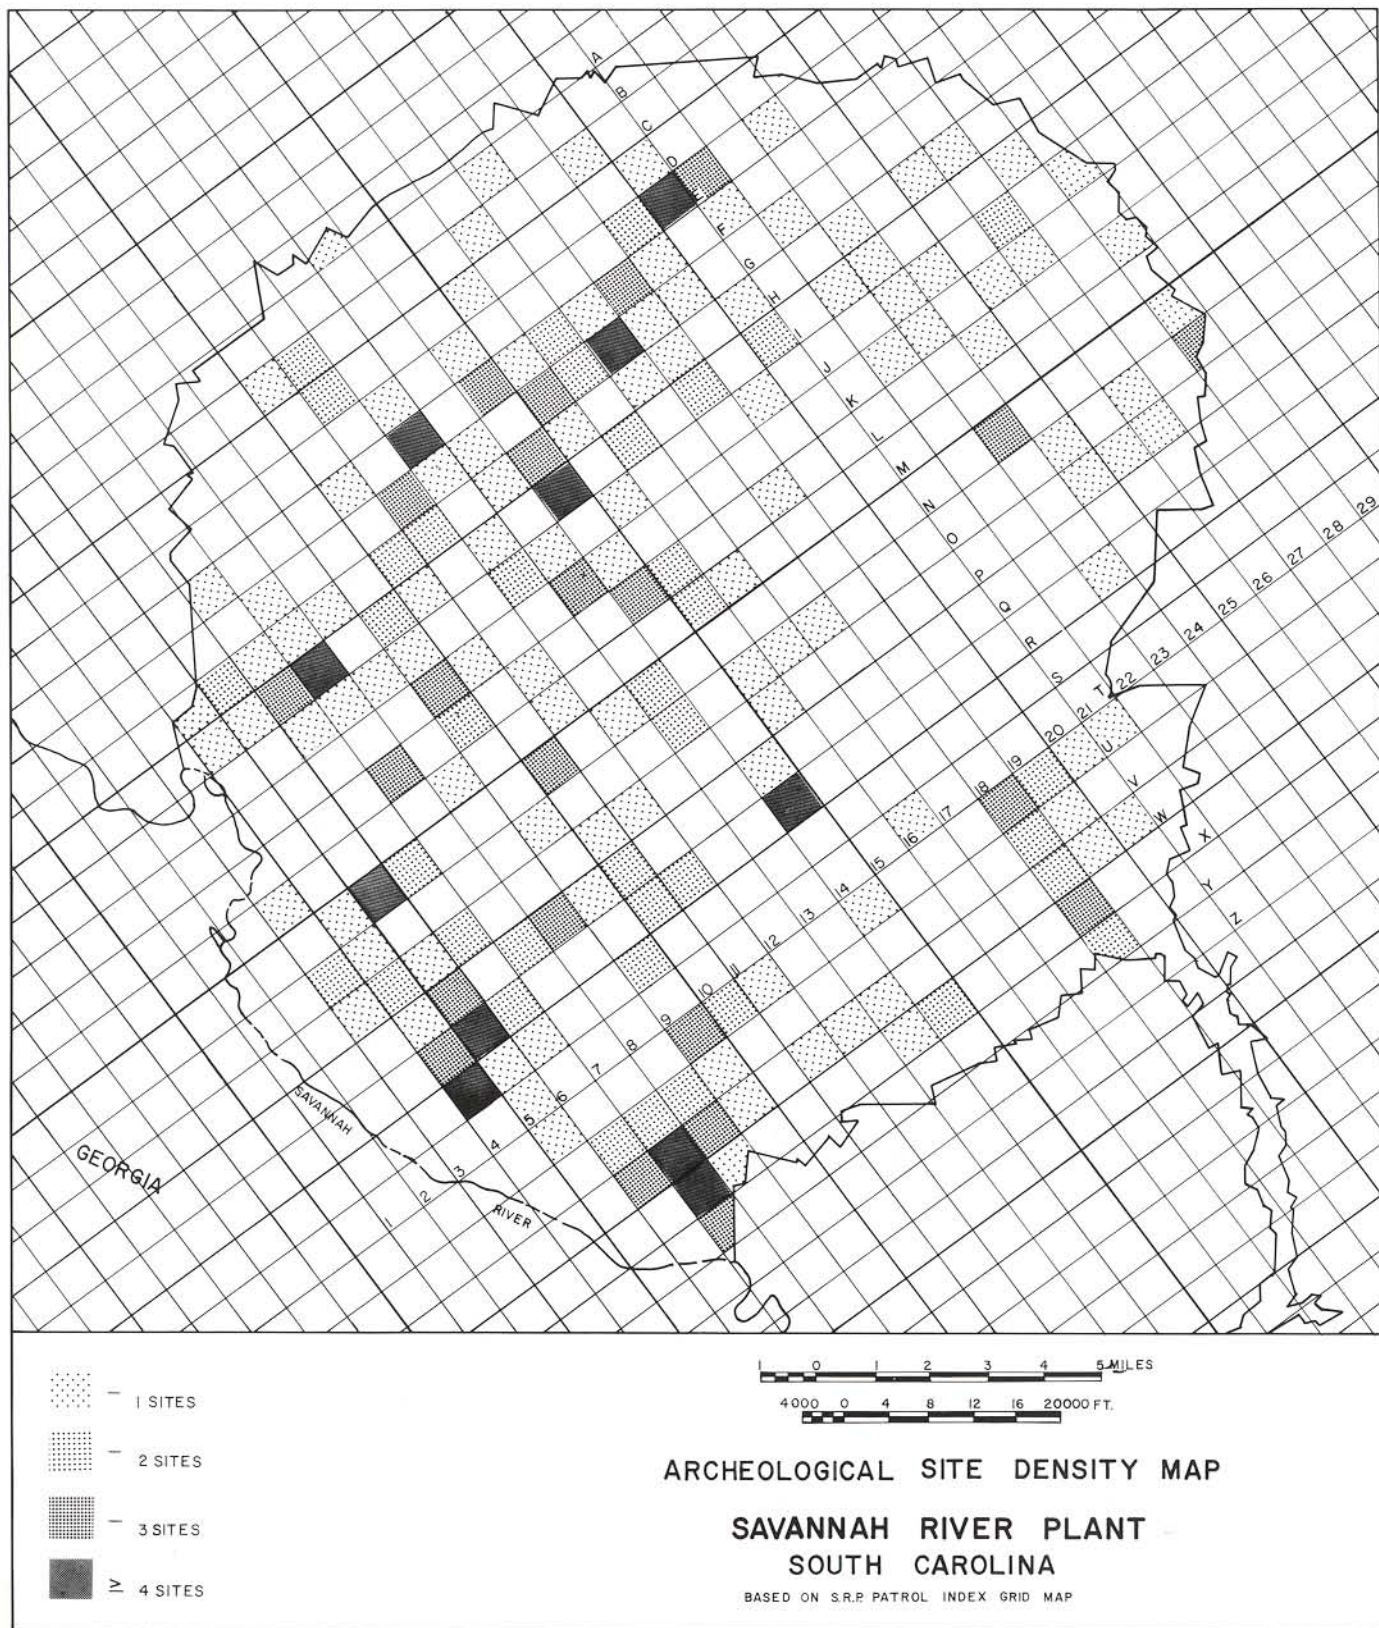 A
B
C
D
E
F
G
H
I
J
K
L
M
N
O
P
Q
R
S
T
U
V
W
X
Y
Z
1
2
3
4
5
6
7
8
9
10
11
12
13
14
15
16
17
18
19
20
21
22
23
24
25
26
27
28
29
GEORGIA
SAVANNAH
RIVER
— 1 SITES
— 2 SITES
— 3 SITES
≥ 4 SITES
1 0 1 2 3 4 5 MILES
4000 0 4 8 12 16 20000 FT.
ARCHEOLOGICAL SITE DENSITY MAP
SAVANNAH RIVER PLANT
SOUTH CAROLINA
BASED ON S.R.P. PATROL INDEX GRID MAP